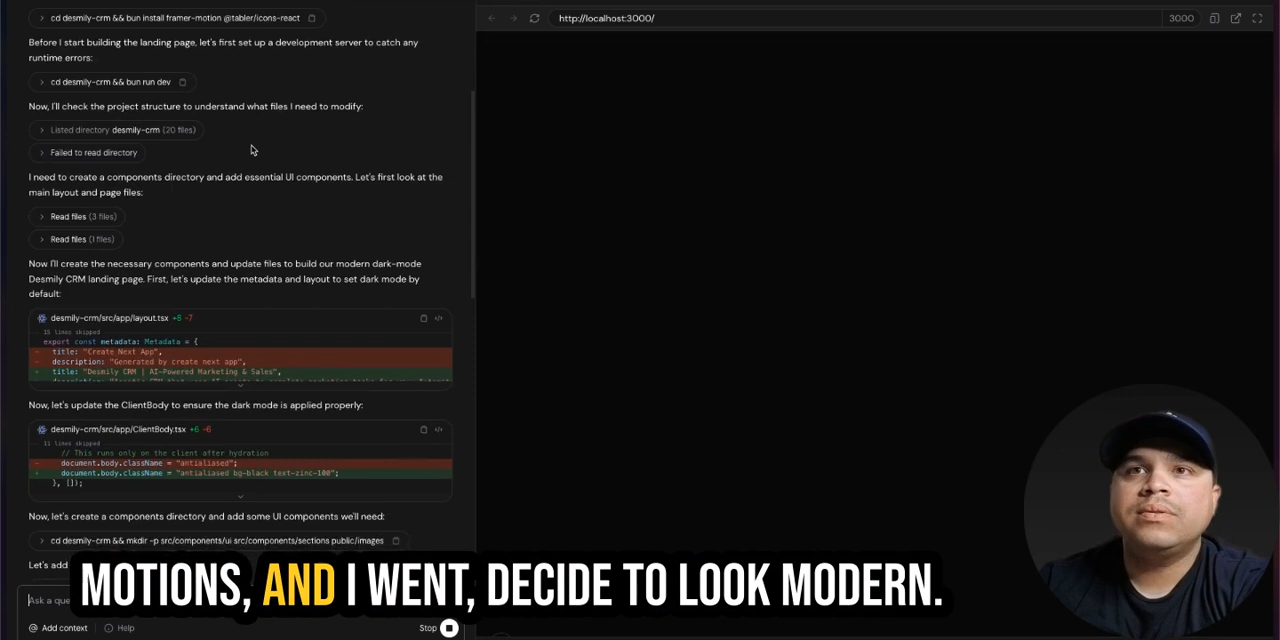 cd desmily-crm && bun install framer-motion @tabler/icons-react
http://localhost:3000/
3000
Before I start building the landing page, let's first set up a development server to catch any
runtime errors:
cd desmily-crm && bun run dev
Now, I'll check the project structure to understand what files I need to modify:
Listed directory desmily-crm (20 files)
Failed to read directory
I need to create a components directory and add essential UI components. Let's first look at the
main layout and page files:
Read files (3 files)
Read files (1 files)
Now I'll create the necessary components and update files to build our modern dark-mode
Desmily CRM landing page. First, let's update the metadata and layout to set dark mode by
default:
desmily-crm/src/app/layout.tsx +8 -7
15 lines skipped
export const metadata: Metadata = {
- title: "Create Next App",
- description: "Generated by create next app",
+ title: "Desmily CRM | AI-Powered Marketing & Sales",
Now, let's update the ClientBody to ensure the dark mode is applied properly:
desmily-crm/src/app/ClientBody.tsx +6 -6
11 lines skipped
// This runs only on the client after hydration
- document.body.className = "antialiased";
+ document.body.className = "antialiased bg-black text-zinc-100";
}, []);
Now, let's create a components directory and add some UI components we'll need:
cd desmily-crm && mkdir -p src/components/ui src/components/sections public/images
Let's add
MOTIONS, AND I WENT, DECIDE TO LOOK MODERN.
Ask a que
Add context
Help
Stop